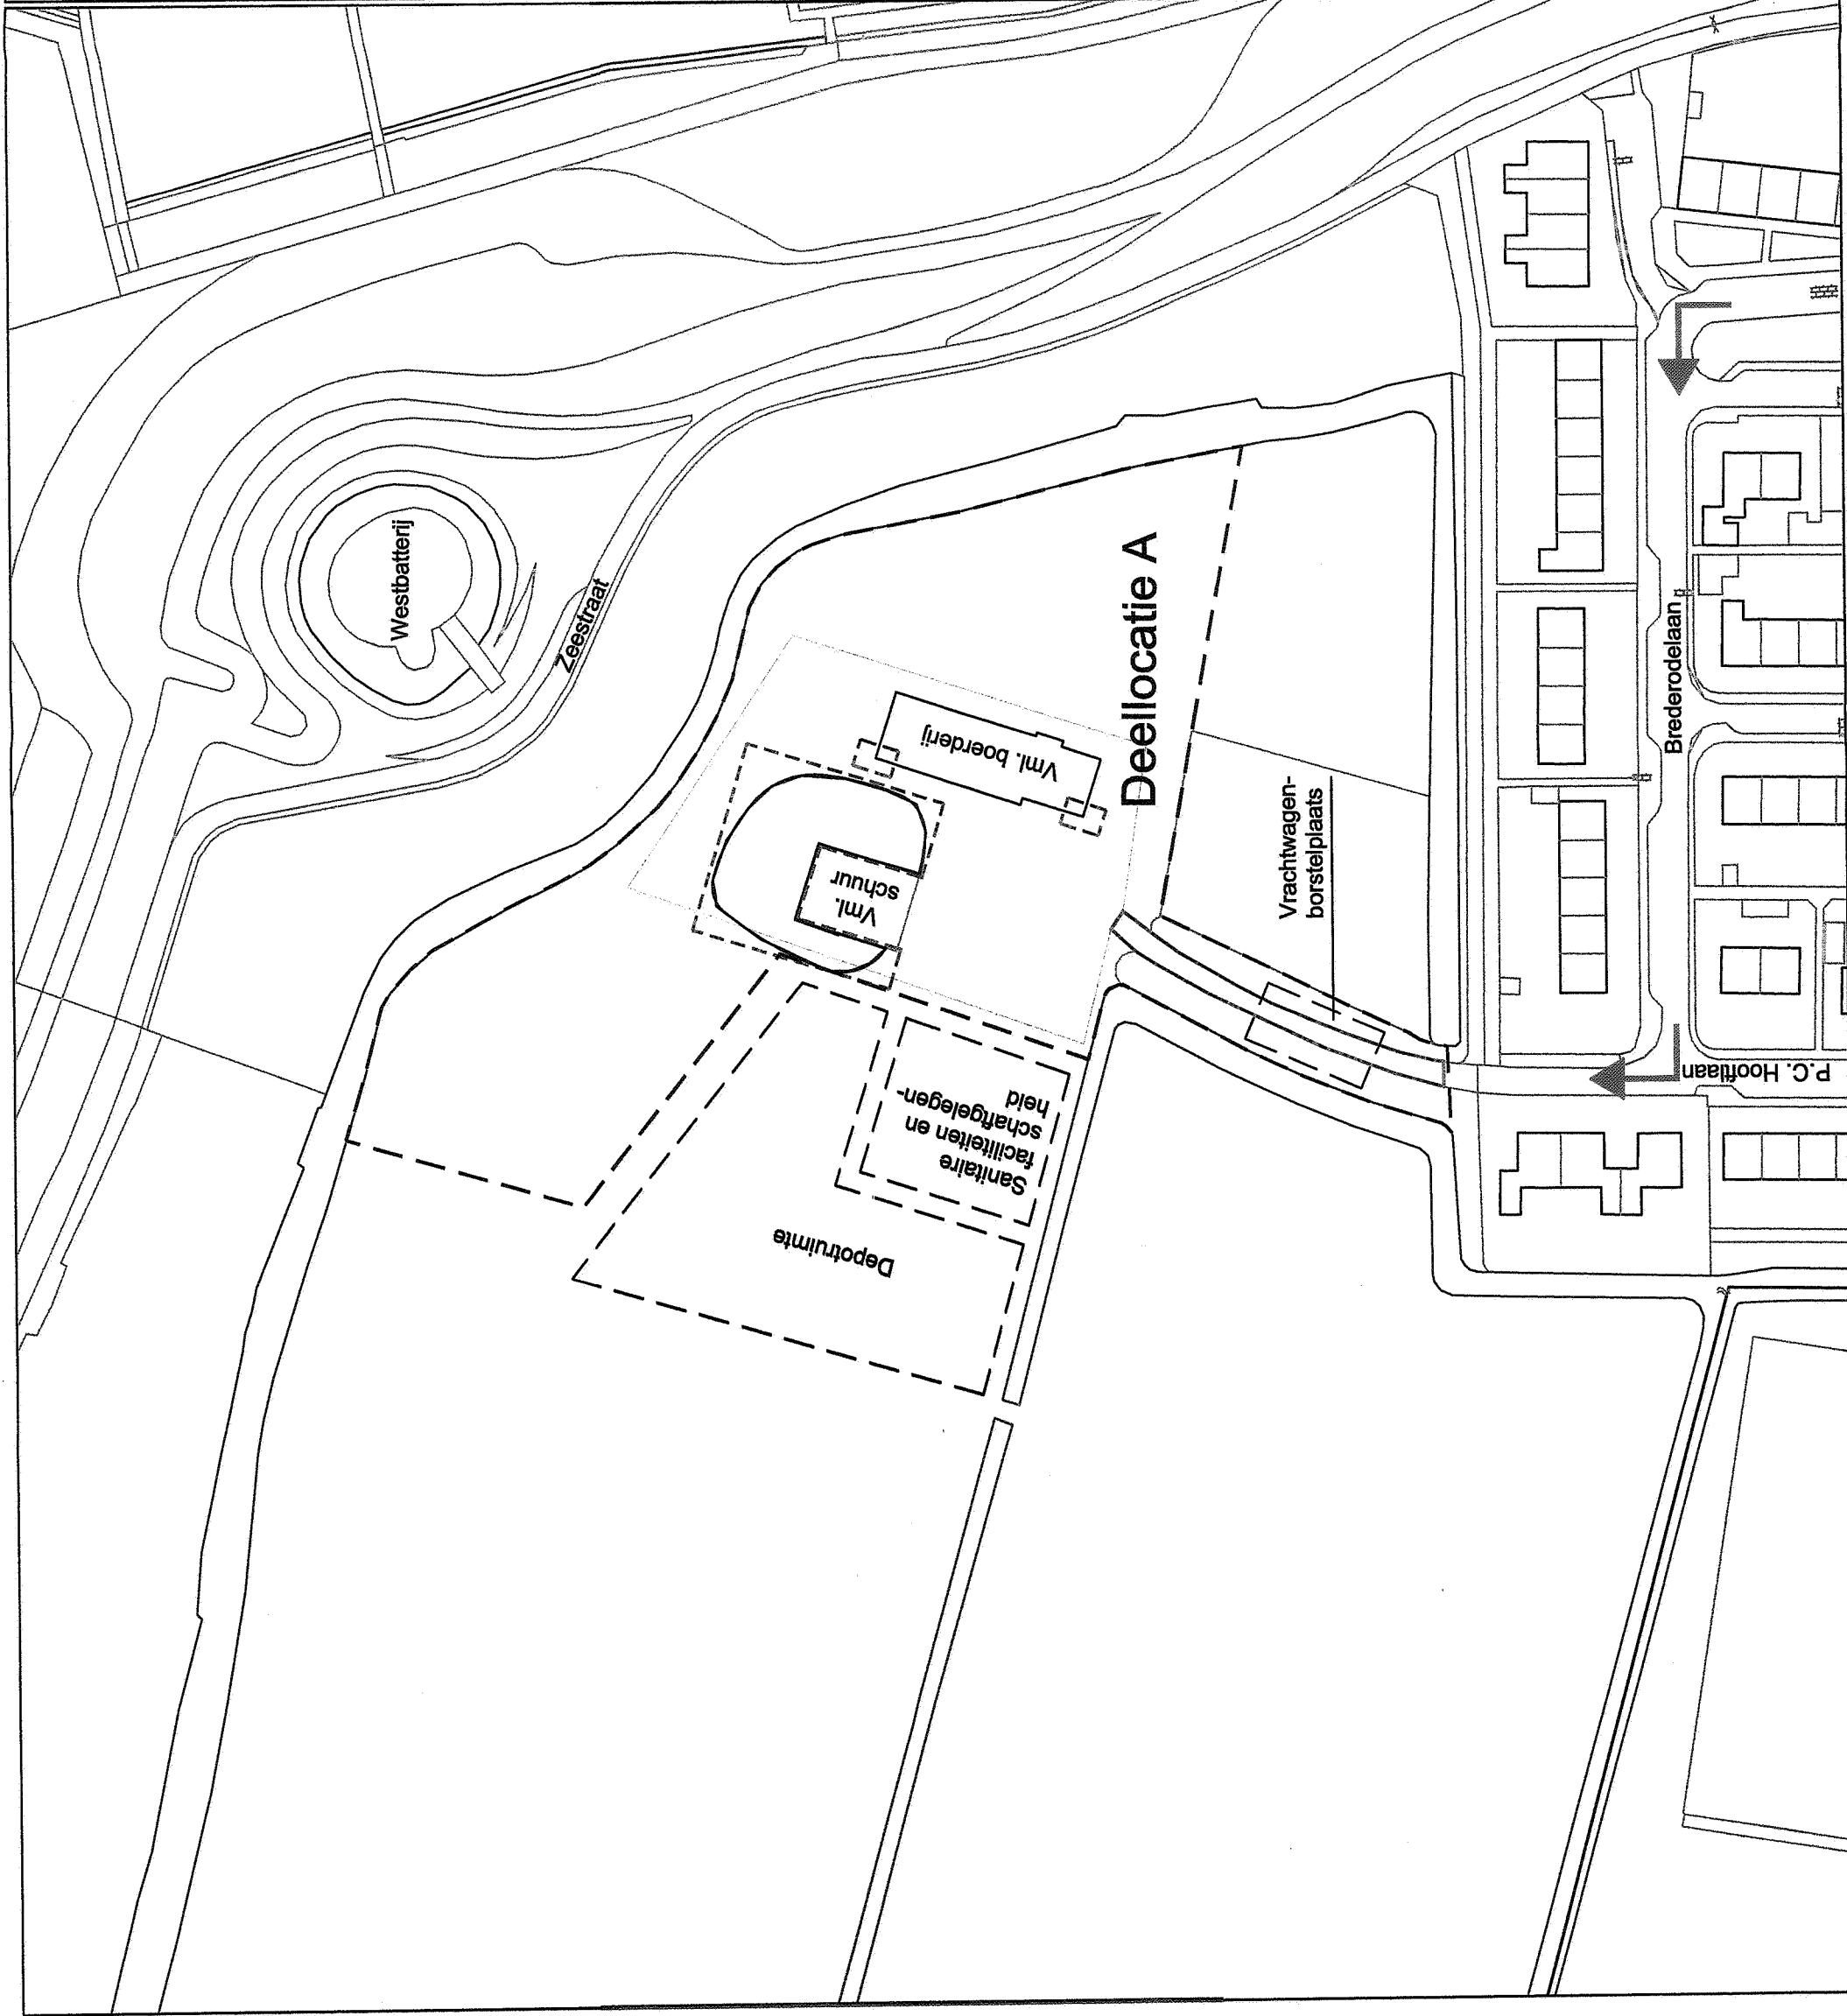 Westbatterij
Zeestraat
Vml. boerderij
Vml.
schuur
Deellocatie A
Vrachtwagen-
borstelplaats
Brederodelaan
P.C. Hooftlaan
Sanitaire
faciliteiten en
schaftgelegen-
heid
Depotruimte